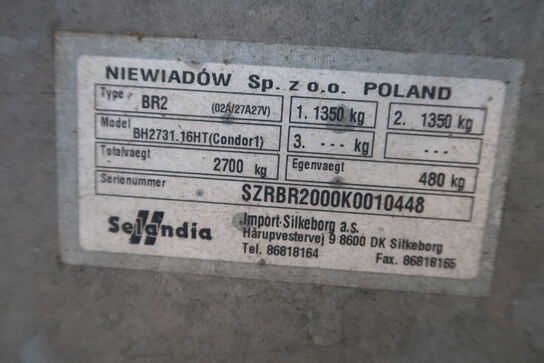 NIEWIADÓW Sp. z o.o. POLAND
Type BR2 (02A/27A27V) 1. 1350 kg 2. 1350 kg
Model BH2731.16HT(Condor1) 3. --- kg ---
Totalvaegt 2700 kg Egenvaegt 480 kg
Serienummer SZRBR2000K0010448
Selandia Import-Silkeborg a.s.
Hårupvestervej 9 8600 DK Silkeborg
Tel. 86818164 Fax. 86818165